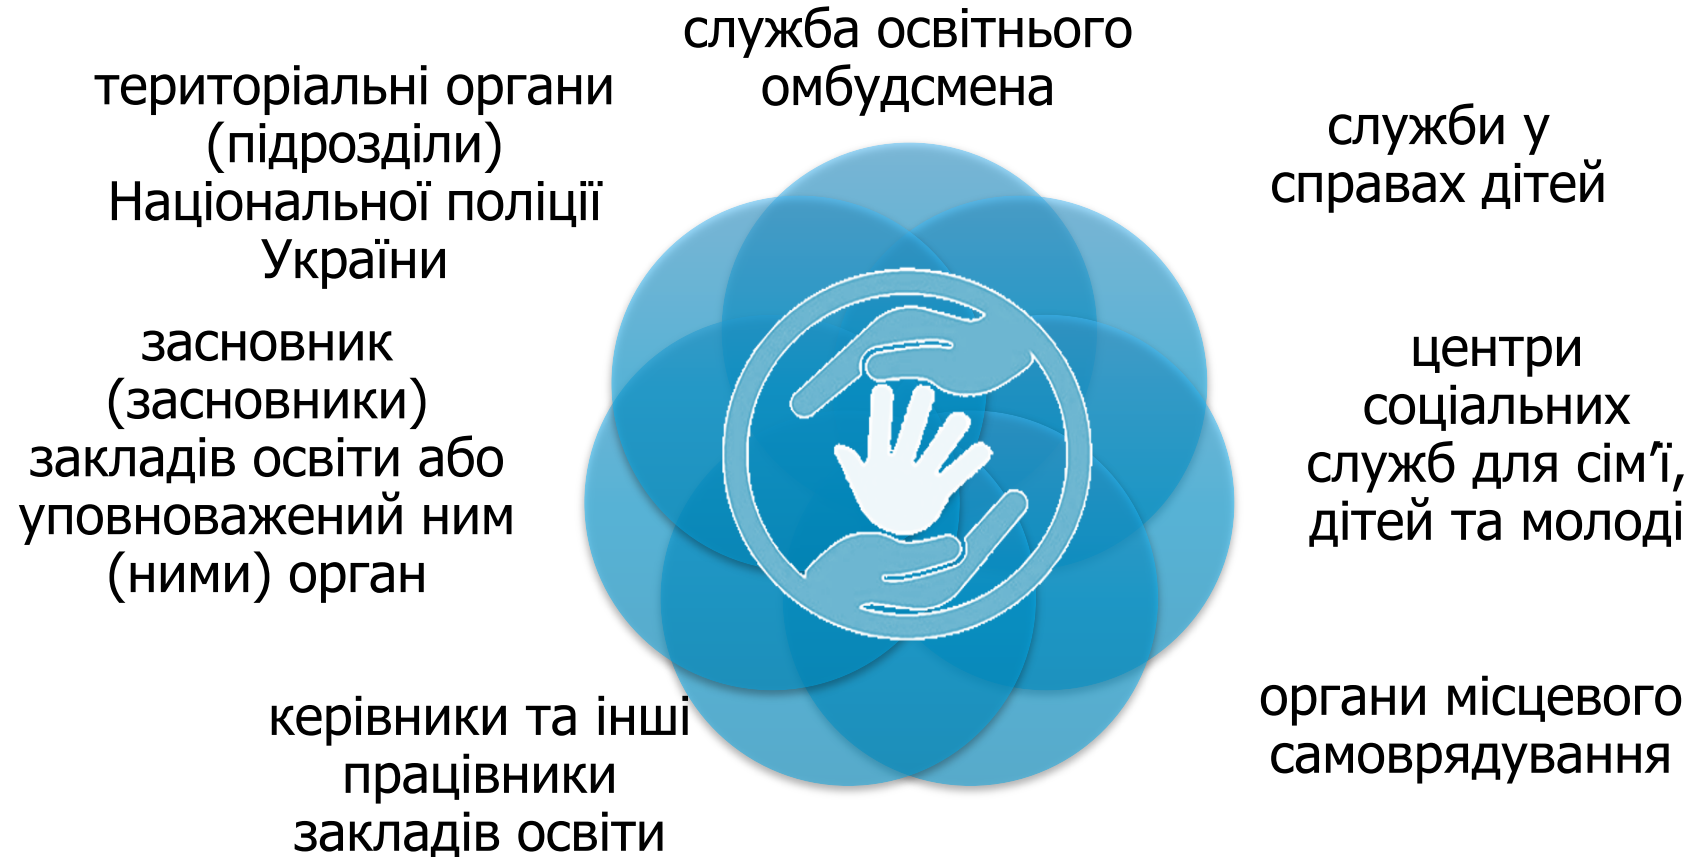 служба освітнього
омбудсмена
служби у
справах дітей
центри
соціальних
служб для сім’ї,
дітей та молоді
органи місцевого
самоврядування
керівники та інші
працівники
закладів освіти
засновник
(засновники)
закладів освіти або
уповноважений ним
(ними) орган
територіальні органи
(підрозділи)
Національної поліції
України